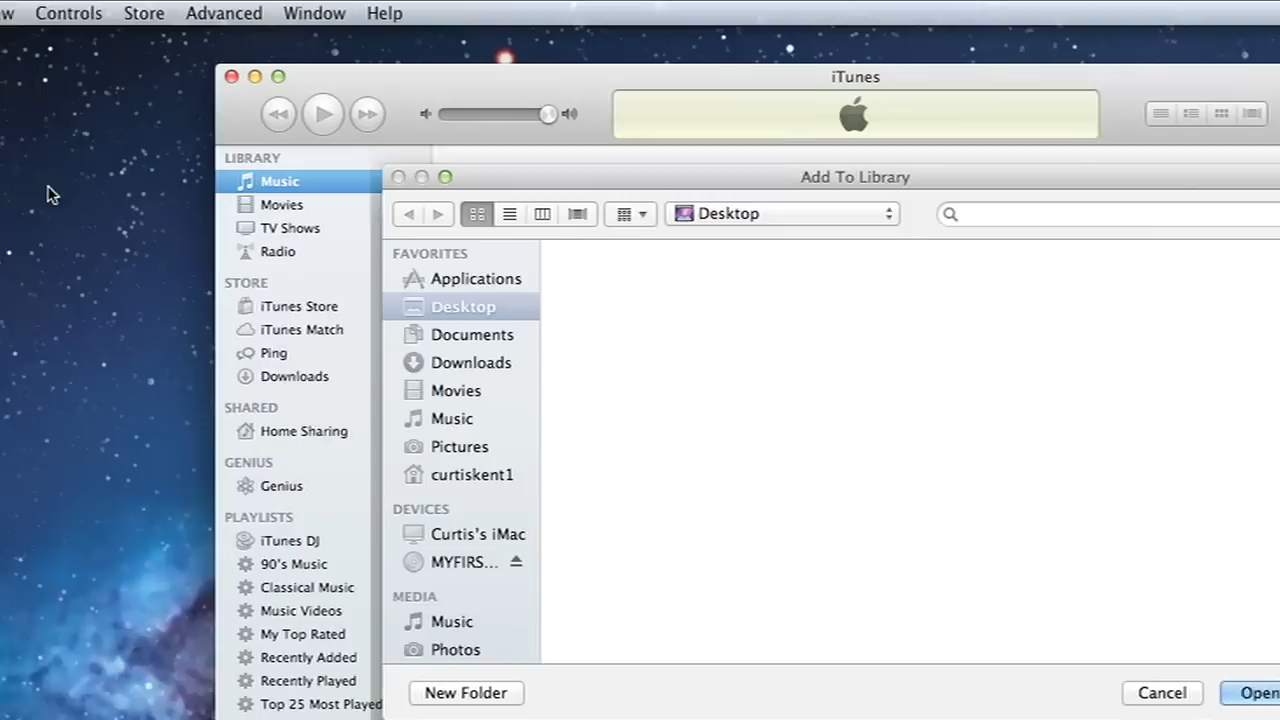 Controls Store Advanced Window Help
iTunes
LIBRARY
Music
Movies
TV Shows
Radio
STORE
iTunes Store
iTunes Match
Ping
Downloads
SHARED
Home Sharing
GENIUS
Genius
PLAYLISTS
iTunes DJ
90's Music
Classical Music
Music Videos
My Top Rated
Recently Added
Recently Played
Top 25 Most Played
Add To Library
Desktop
FAVORITES
Applications
Desktop
Documents
Downloads
Movies
Music
Pictures
curtiskent1
DEVICES
Curtis's iMac
MYFIRS...
MEDIA
Music
Photos
New Folder Cancel Open